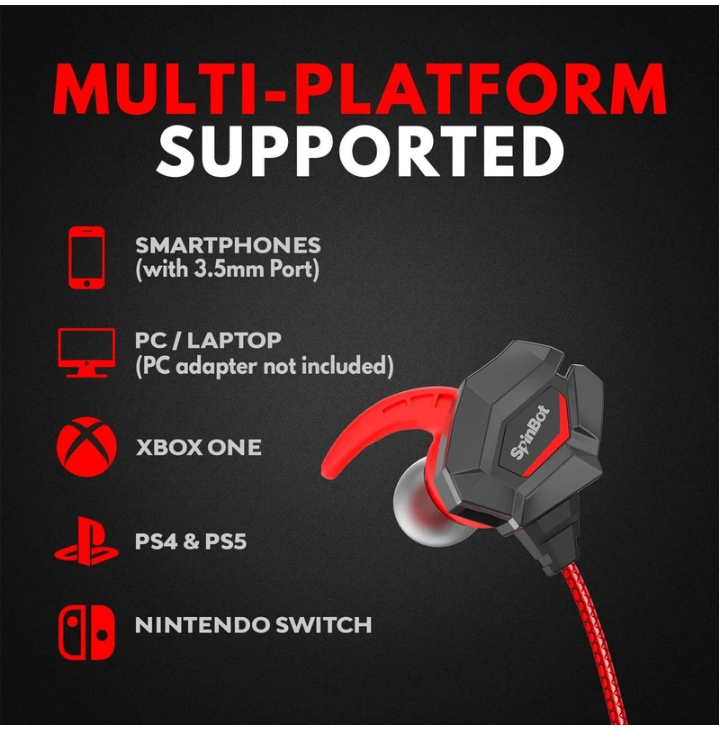 MULTI-PLATFORM
SUPPORTED
SMARTPHONES
(with 3.5mm Port)
PC / LAPTOP
(PC adapter not included)
XBOX ONE
PS4 & PS5
NINTENDO SWITCH
SpinBot